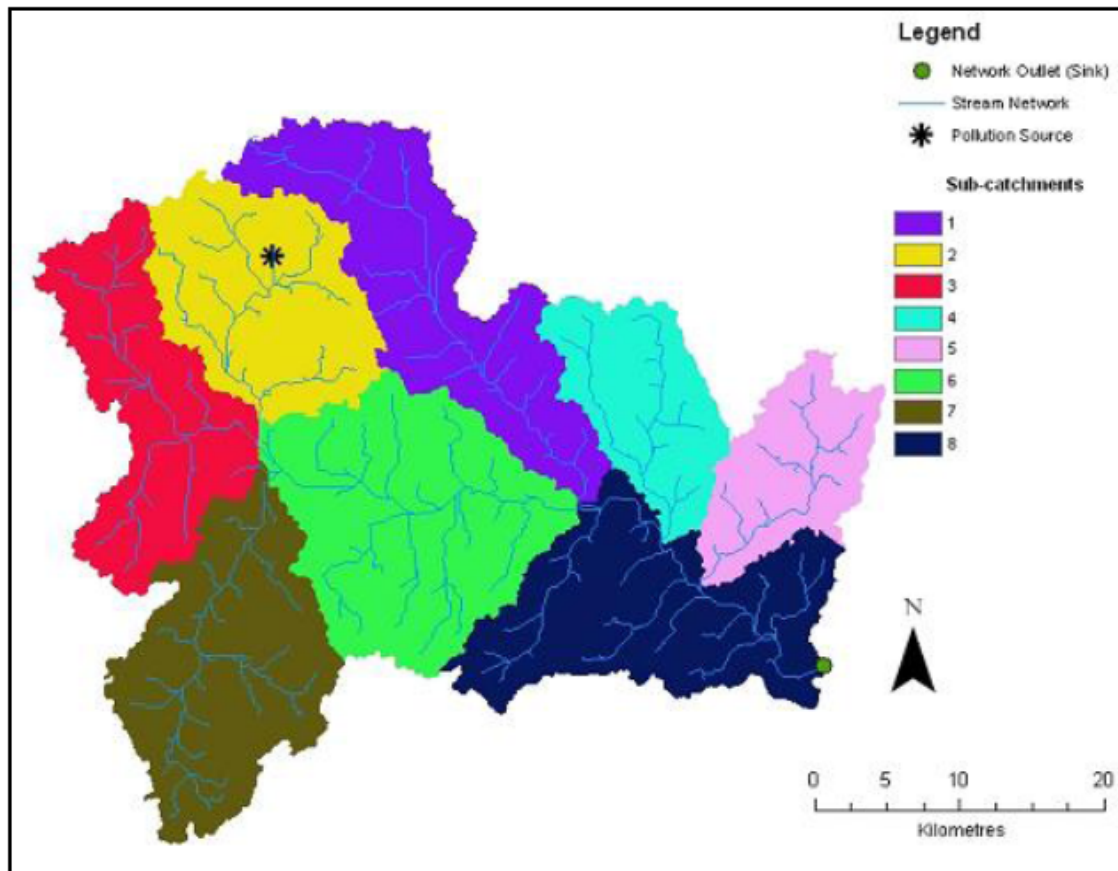 Legend
Network Outlet (Sink)
Stream Network
Pollution Source
Sub-catchments
1
2
3
4
5
6
7
8
N
0 5 10 20
Kilometres